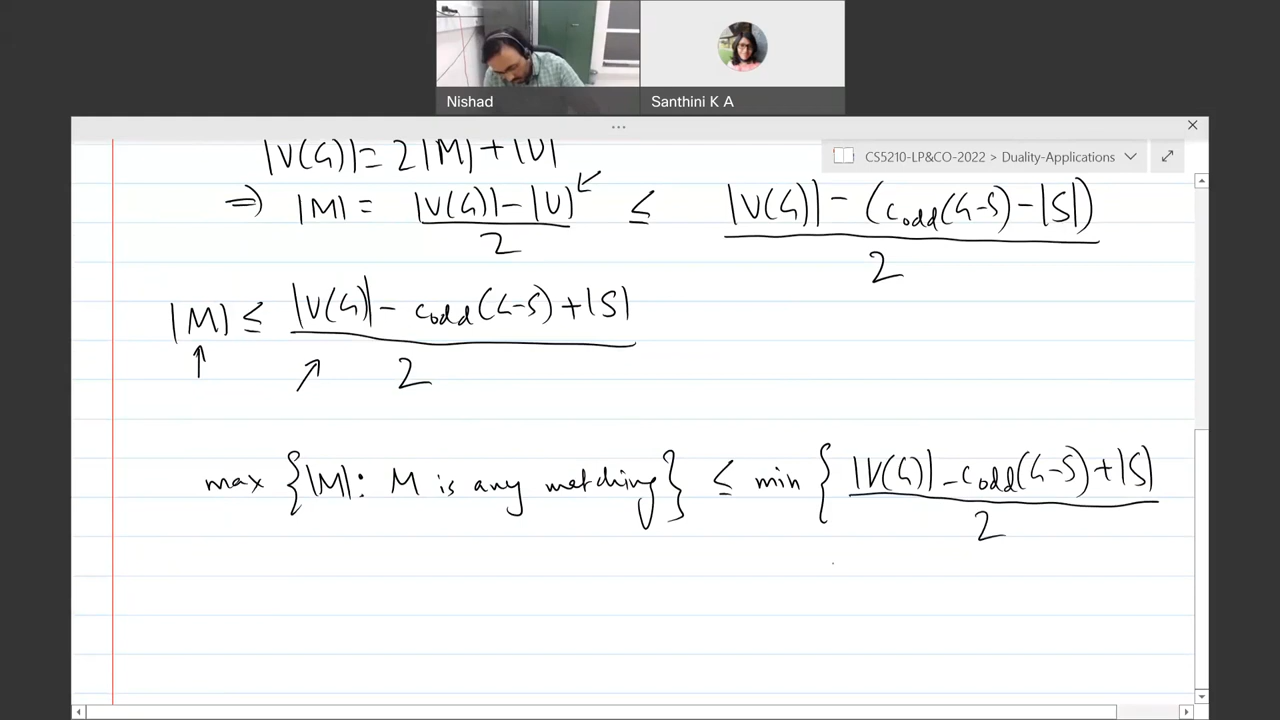 Nishad
Santhini K A
CS5210-LP&CO-2022 > Duality-Applications
|V(G)| = 2|M| + |U|
⇒ |M| = (|V(G)| - |U|)/2 ≤ (|V(G)| - (c_odd(G-S) - |S|))/2
|M| ≤ (|V(G)| - c_odd(G-S) + |S|)/2
max {|M|: M is any matching} ≤ min { (|V(G)| - c_odd(G-S) + |S|)/2